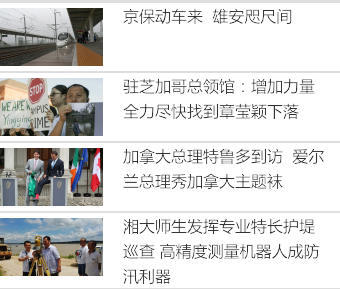 京保动车来  雄安咫尺间
驻芝加哥总领馆：增加力量
全力尽快找到章莹颖下落
STOP
WE ARE
Yingying
加拿大总理特鲁多到访  爱尔
兰总理秀加拿大主题袜
湘大师生发挥专业特长护堤
巡查 高精度测量机器人成防
汛利器